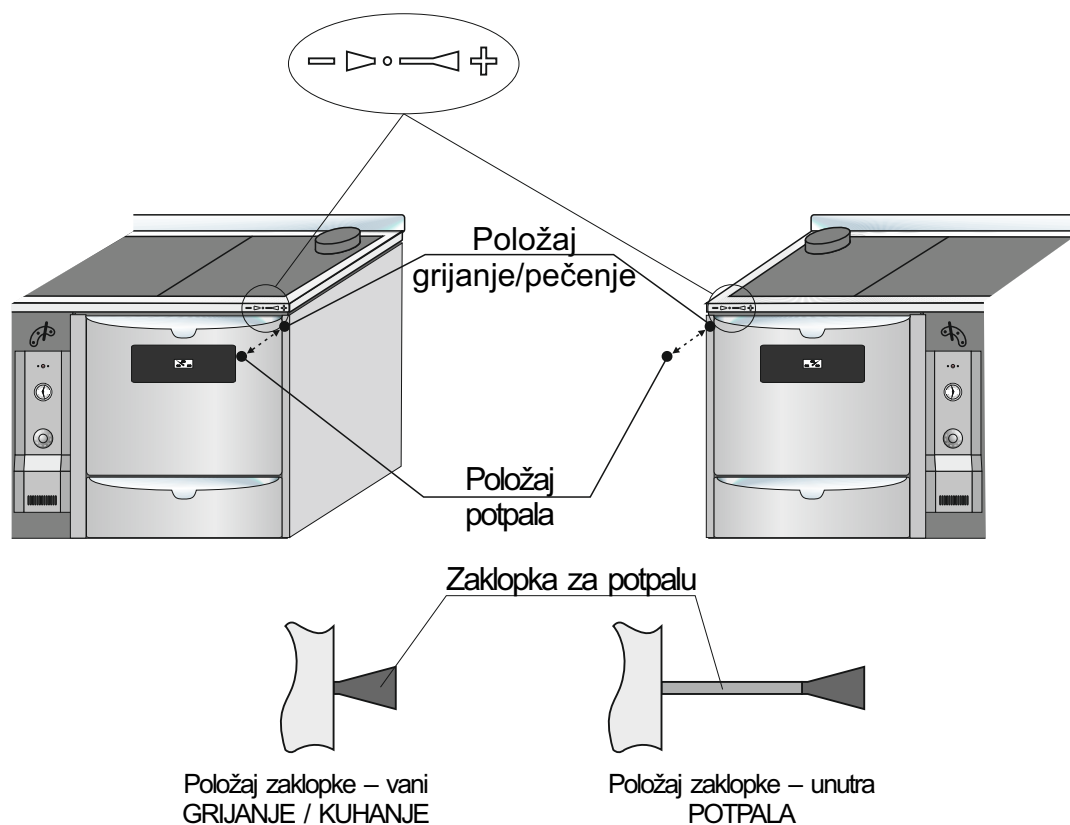 Položaj
grijanje/pečenje
Položaj
potpala
Zaklopka za potpalu
Položaj zaklopke – vani
GRIJANJE / KUHANJE
Položaj zaklopke – unutra
POTPALA